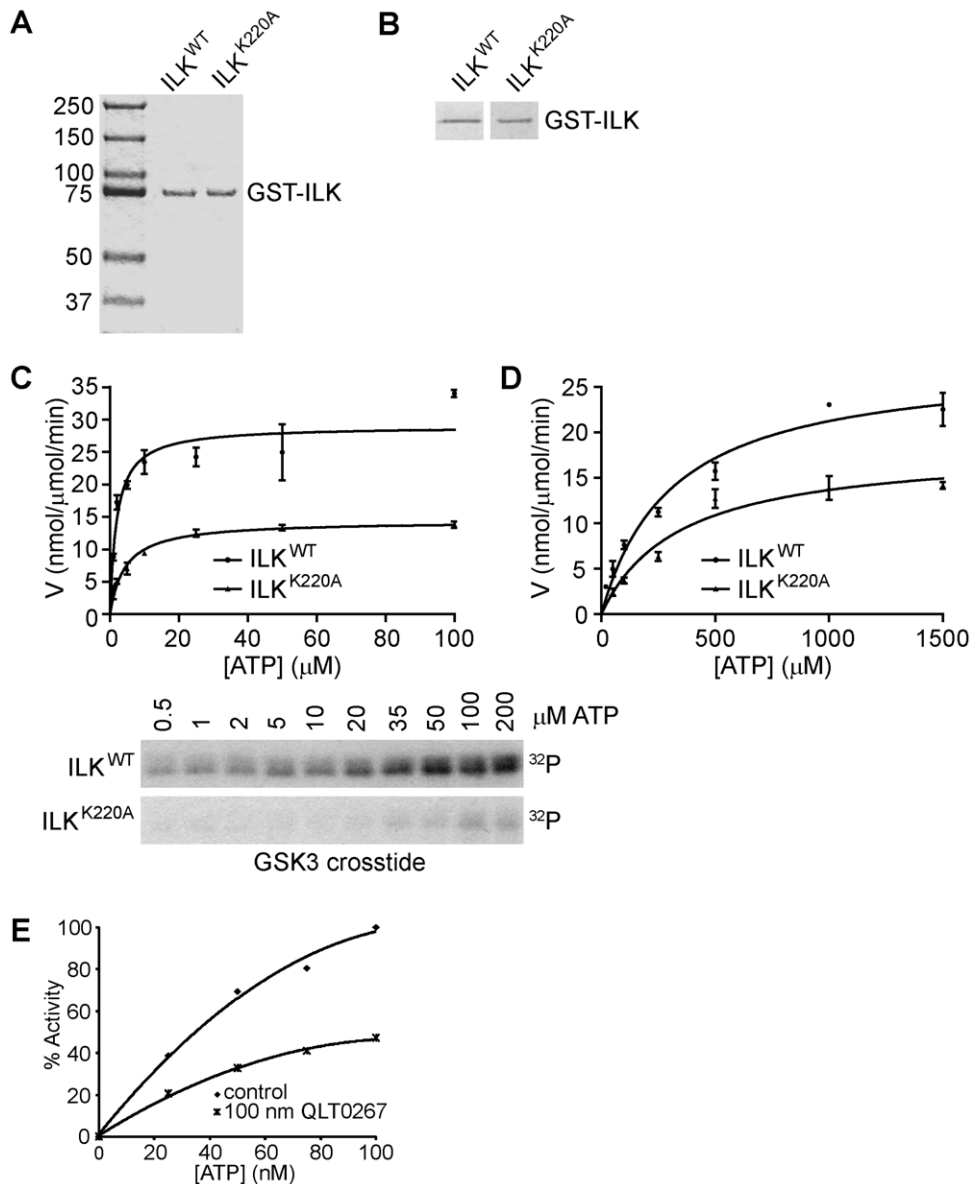 A
B
ILK^WT
ILK^K220A
ILK^WT
ILK^K220A
250
150
100
75
50
37
GST-ILK
GST-ILK
C
D
V (nmol/μmol/min)
35
30
25
20
15
10
5
0
0 20 40 60 80 100
[ATP] (μM)
ILK^WT
ILK^K220A
V (nmol/μmol/min)
25
20
15
10
5
0
0 500 1000 1500
[ATP] (μM)
ILK^WT
ILK^K220A
0.5 1 2 5 10 20 35 50 100 200 μM ATP
ILK^WT ^32P
ILK^K220A ^32P
GSK3 crosstide
E
% Activity
100
80
60
40
20
0
control
100 nm QLT0267
0 20 40 60 80 100
[ATP] (nM)